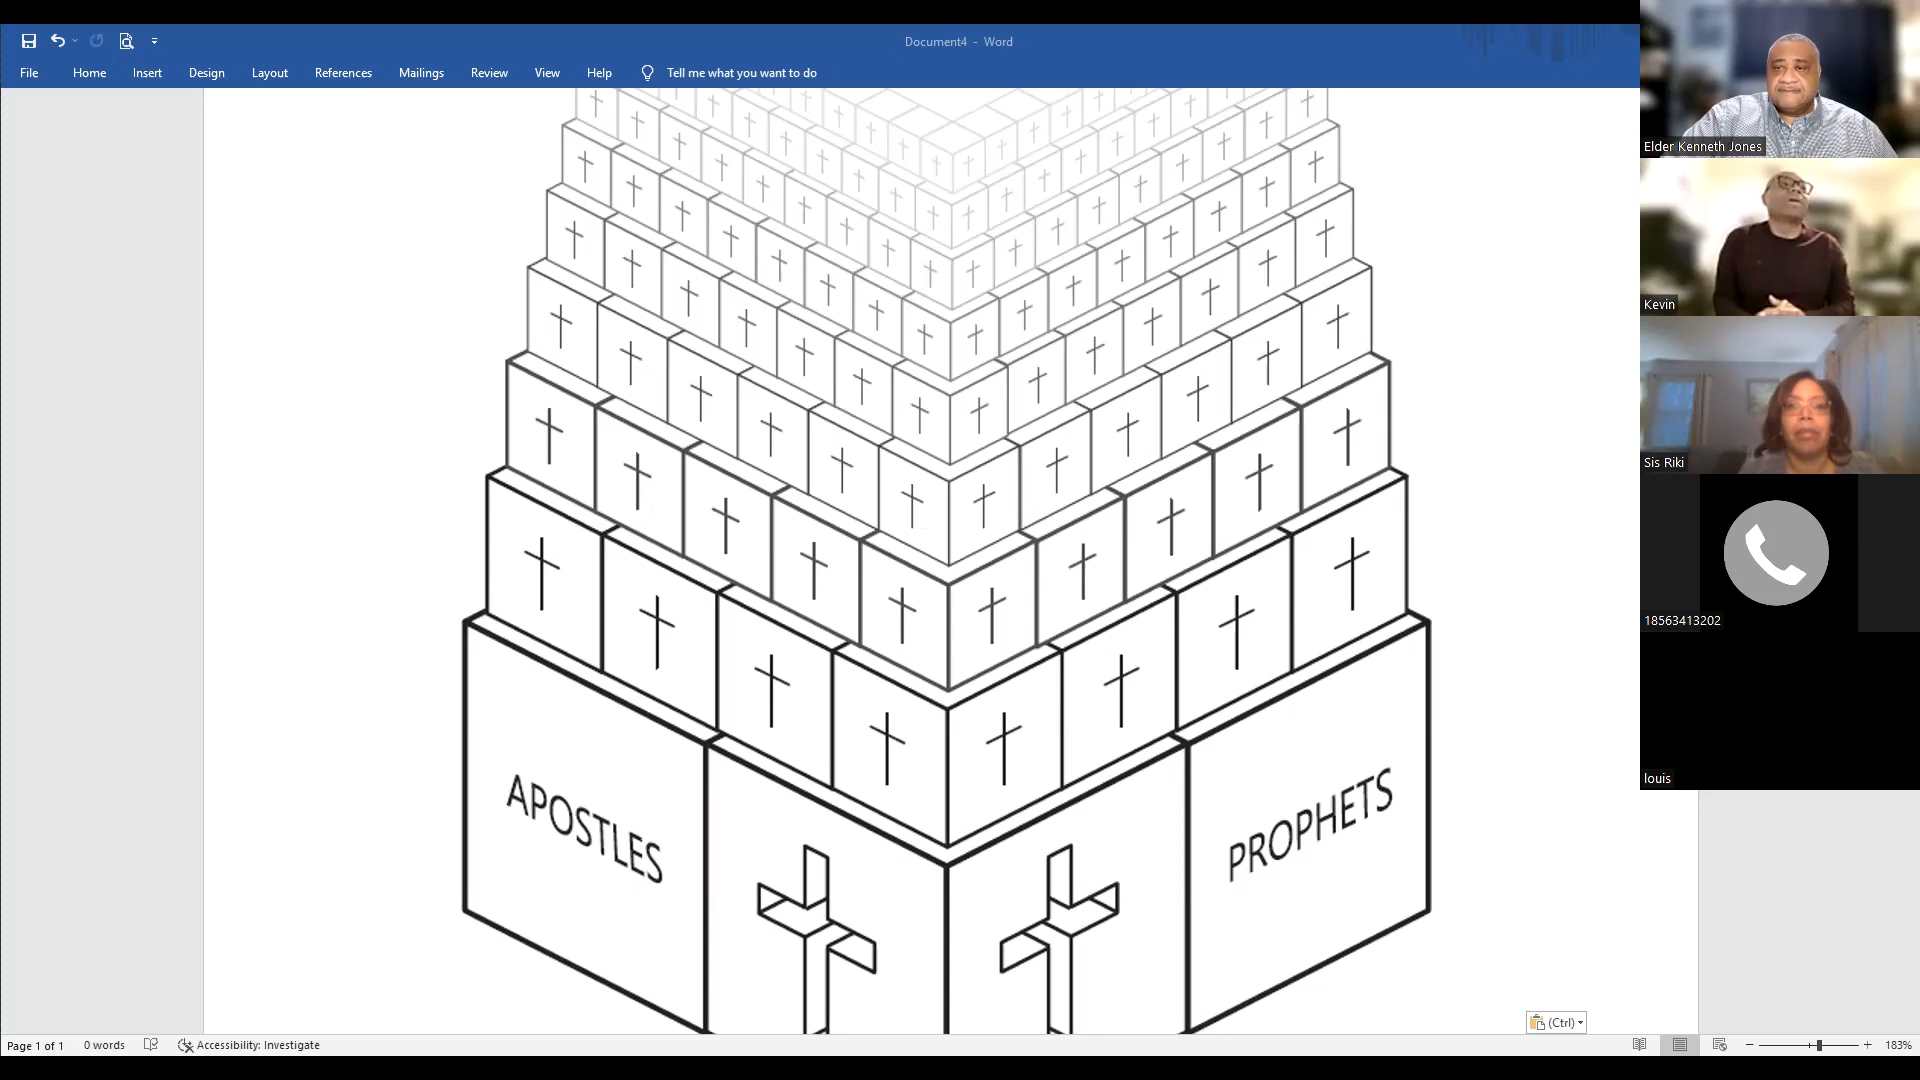 Document4 - Word
File Home Insert Design Layout References Mailings Review View Help Tell me what you want to do
APOSTLES
PROPHETS
(Ctrl)
Page 1 of 1 0 words Accessibility: Investigate 183%
Elder Kenneth Jones
Kevin
Sis Riki
18563413202
louis